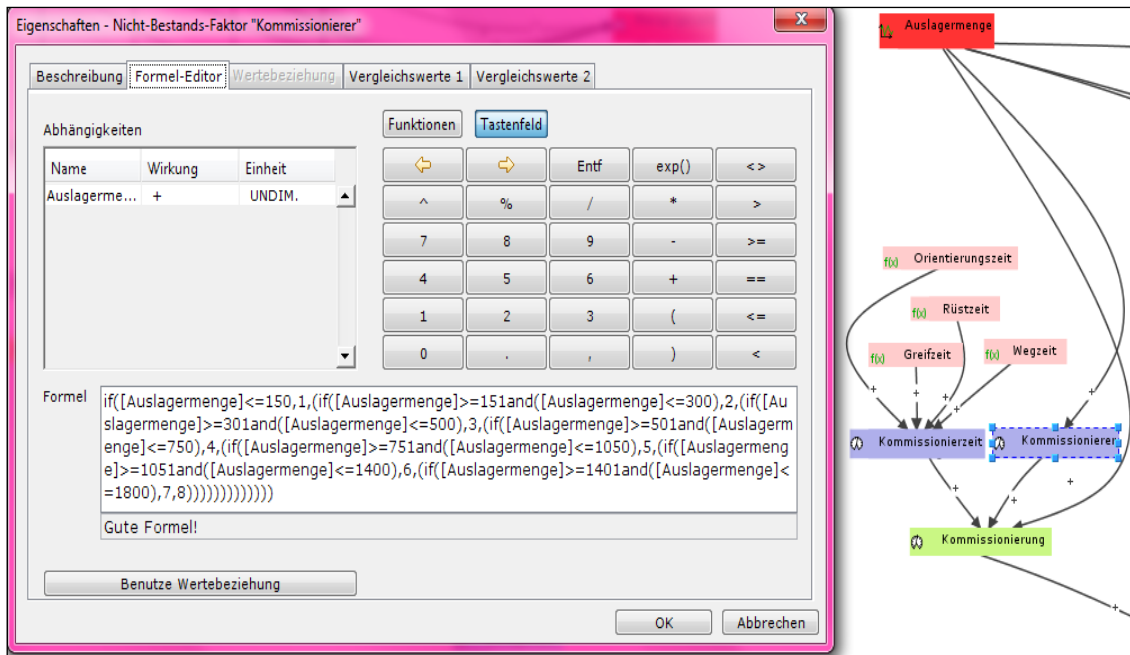 Eigenschaften - Nicht-Bestands-Faktor "Kommissionierer"
X
Beschreibung Formel-Editor Wertebeziehung Vergleichswerte 1 Vergleichswerte 2
Abhängigkeiten
Name Wirkung Einheit
Auslagerme... + UNDIM.
Funktionen Tastenfeld
Entf exp() <>
^ % / * >
7 8 9 - >=
4 5 6 + ==
1 2 3 ( <=
0 . , ) <
Formel
if([Auslagermenge]<=150,1,(if([Auslagermenge]>=151and([Auslagermenge]<=300),2,(if([Au
slagermenge]>=301and([Auslagermenge]<=500),3,(if([Auslagermenge]>=501and([Auslagerm
enge]<=750),4,(if([Auslagermenge]>=751and([Auslagermenge]<=1050),5,(if([Auslagermeng
e]>=1051and([Auslagermenge]<=1400),6,(if([Auslagermenge]>=1401and([Auslagermenge]<
=1800),7,8)))))))))))))
Gute Formel!
Benutze Wertebeziehung
OK Abbrechen
Auslagermenge
f(x) Orientierungszeit
f(x) Rüstzeit
f(x) Greifzeit
f(x) Wegzeit
+ + + + +
Kommissionierzeit
Kommissionierer
+ + +
Kommissionierung
+